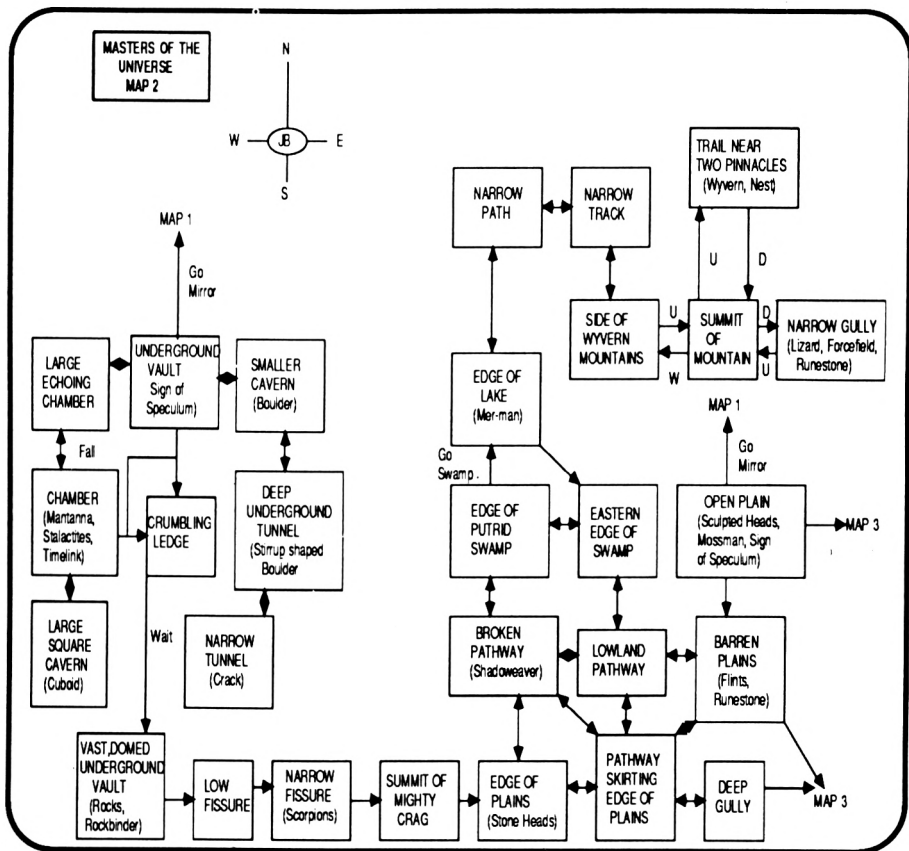 MASTERS OF THE
UNIVERSE
MAP 2
N
W
JB
E
S
TRAIL NEAR
TWO PINNACLES
(Wyvern, Nest)
NARROW
PATH
NARROW
TRACK
MAP 1
Go
Mirror
U
D
SIDE OF
WYVERN
MOUNTAINS
U
W
SUMMIT
OF
MOUNTAIN
D
U
NARROW GULLY
(Lizard, Forcefield,
Runestone)
LARGE
ECHOING
CHAMBER
UNDERGROUND
VAULT
Sign of
Speculum)
SMALLER
CAVERN
(Boulder)
EDGE OF
LAKE
(Mer-man)
MAP 1
Go
Mirror
Fall
Go
Swamp .
CHAMBER
(Mantanna,
Stalactites,
Timelink)
CRUMBLING
LEDGE
DEEP
UNDERGROUND
TUNNEL
(Stirrup shaped
Boulder
EDGE OF
PUTRID
SWAMP
EASTERN
EDGE OF
SWAMP
OPEN PLAIN
(Sculpted Heads,
Mossman, Sign
of Speculum)
MAP 3
LARGE
SQUARE
CAVERN
(Cuboid)
Wait
NARROW
TUNNEL
(Crack)
BROKEN
PATHWAY
(Shadoweaver)
LOWLAND
PATHWAY
BARREN
PLAINS
(Flints,
Runestone)
VAST,DOMED
UNDERGROUND
VAULT
(Rocks,
Rockbinder)
LOW
FISSURE
NARROW
FISSURE
(Scorpions)
SUMMIT OF
MIGHTY
CRAG
EDGE OF
PLAINS
(Stone Heads)
PATHWAY
SKIRTING
EDGE OF
PLAINS
DEEP
GULLY
MAP 3